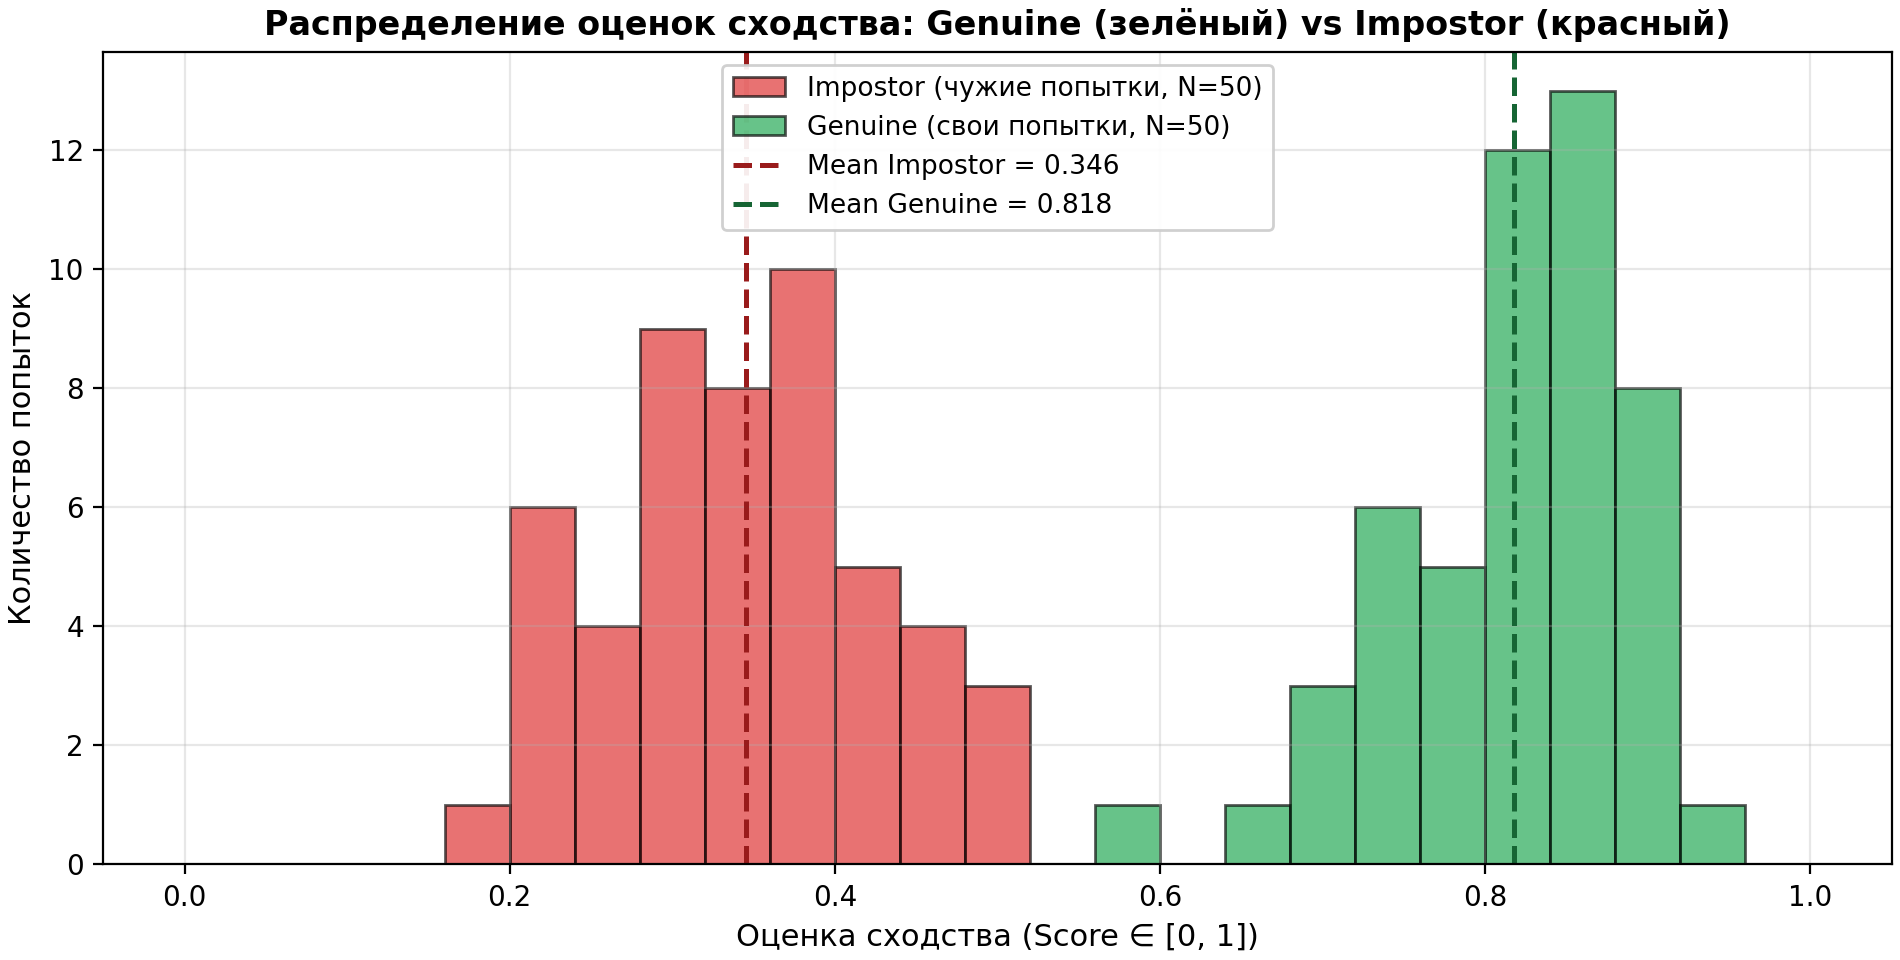 Распределение оценок сходства: Genuine (зелёный) vs Impostor (красный)
Impostor (чужие попытки, N=50)
Genuine (свои попытки, N=50)
Mean Impostor = 0.346
Mean Genuine = 0.818
Количество попыток
12
10
8
6
4
2
0
0.0 0.2 0.4 0.6 0.8 1.0
Оценка сходства (Score ∈ [0, 1])